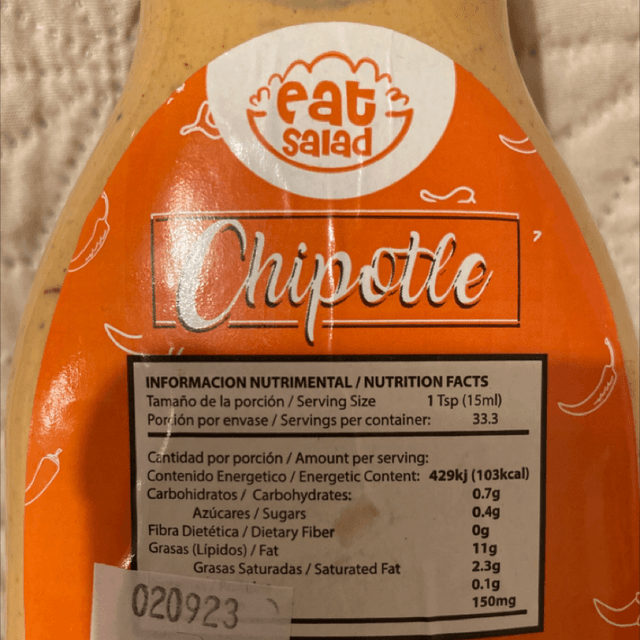 eat
salad
Chipotle
INFORMACION NUTRIMENTAL / NUTRITION FACTS
Tamaño de la porción / Serving Size 1 Tsp (15ml)
Porción por envase / Servings per container: 33.3
Cantidad por porción / Amount per serving:
Contenido Energetico / Energetic Content: 429kj (103kcal)
Carbohidratos / Carbohydrates: 0.7g
Azúcares / Sugars 0.4g
Fibra Dietética / Dietary Fiber 0g
Grasas (Lípidos) / Fat 11g
Grasas Saturadas / Saturated Fat 2.3g
0.1g
150mg
020923